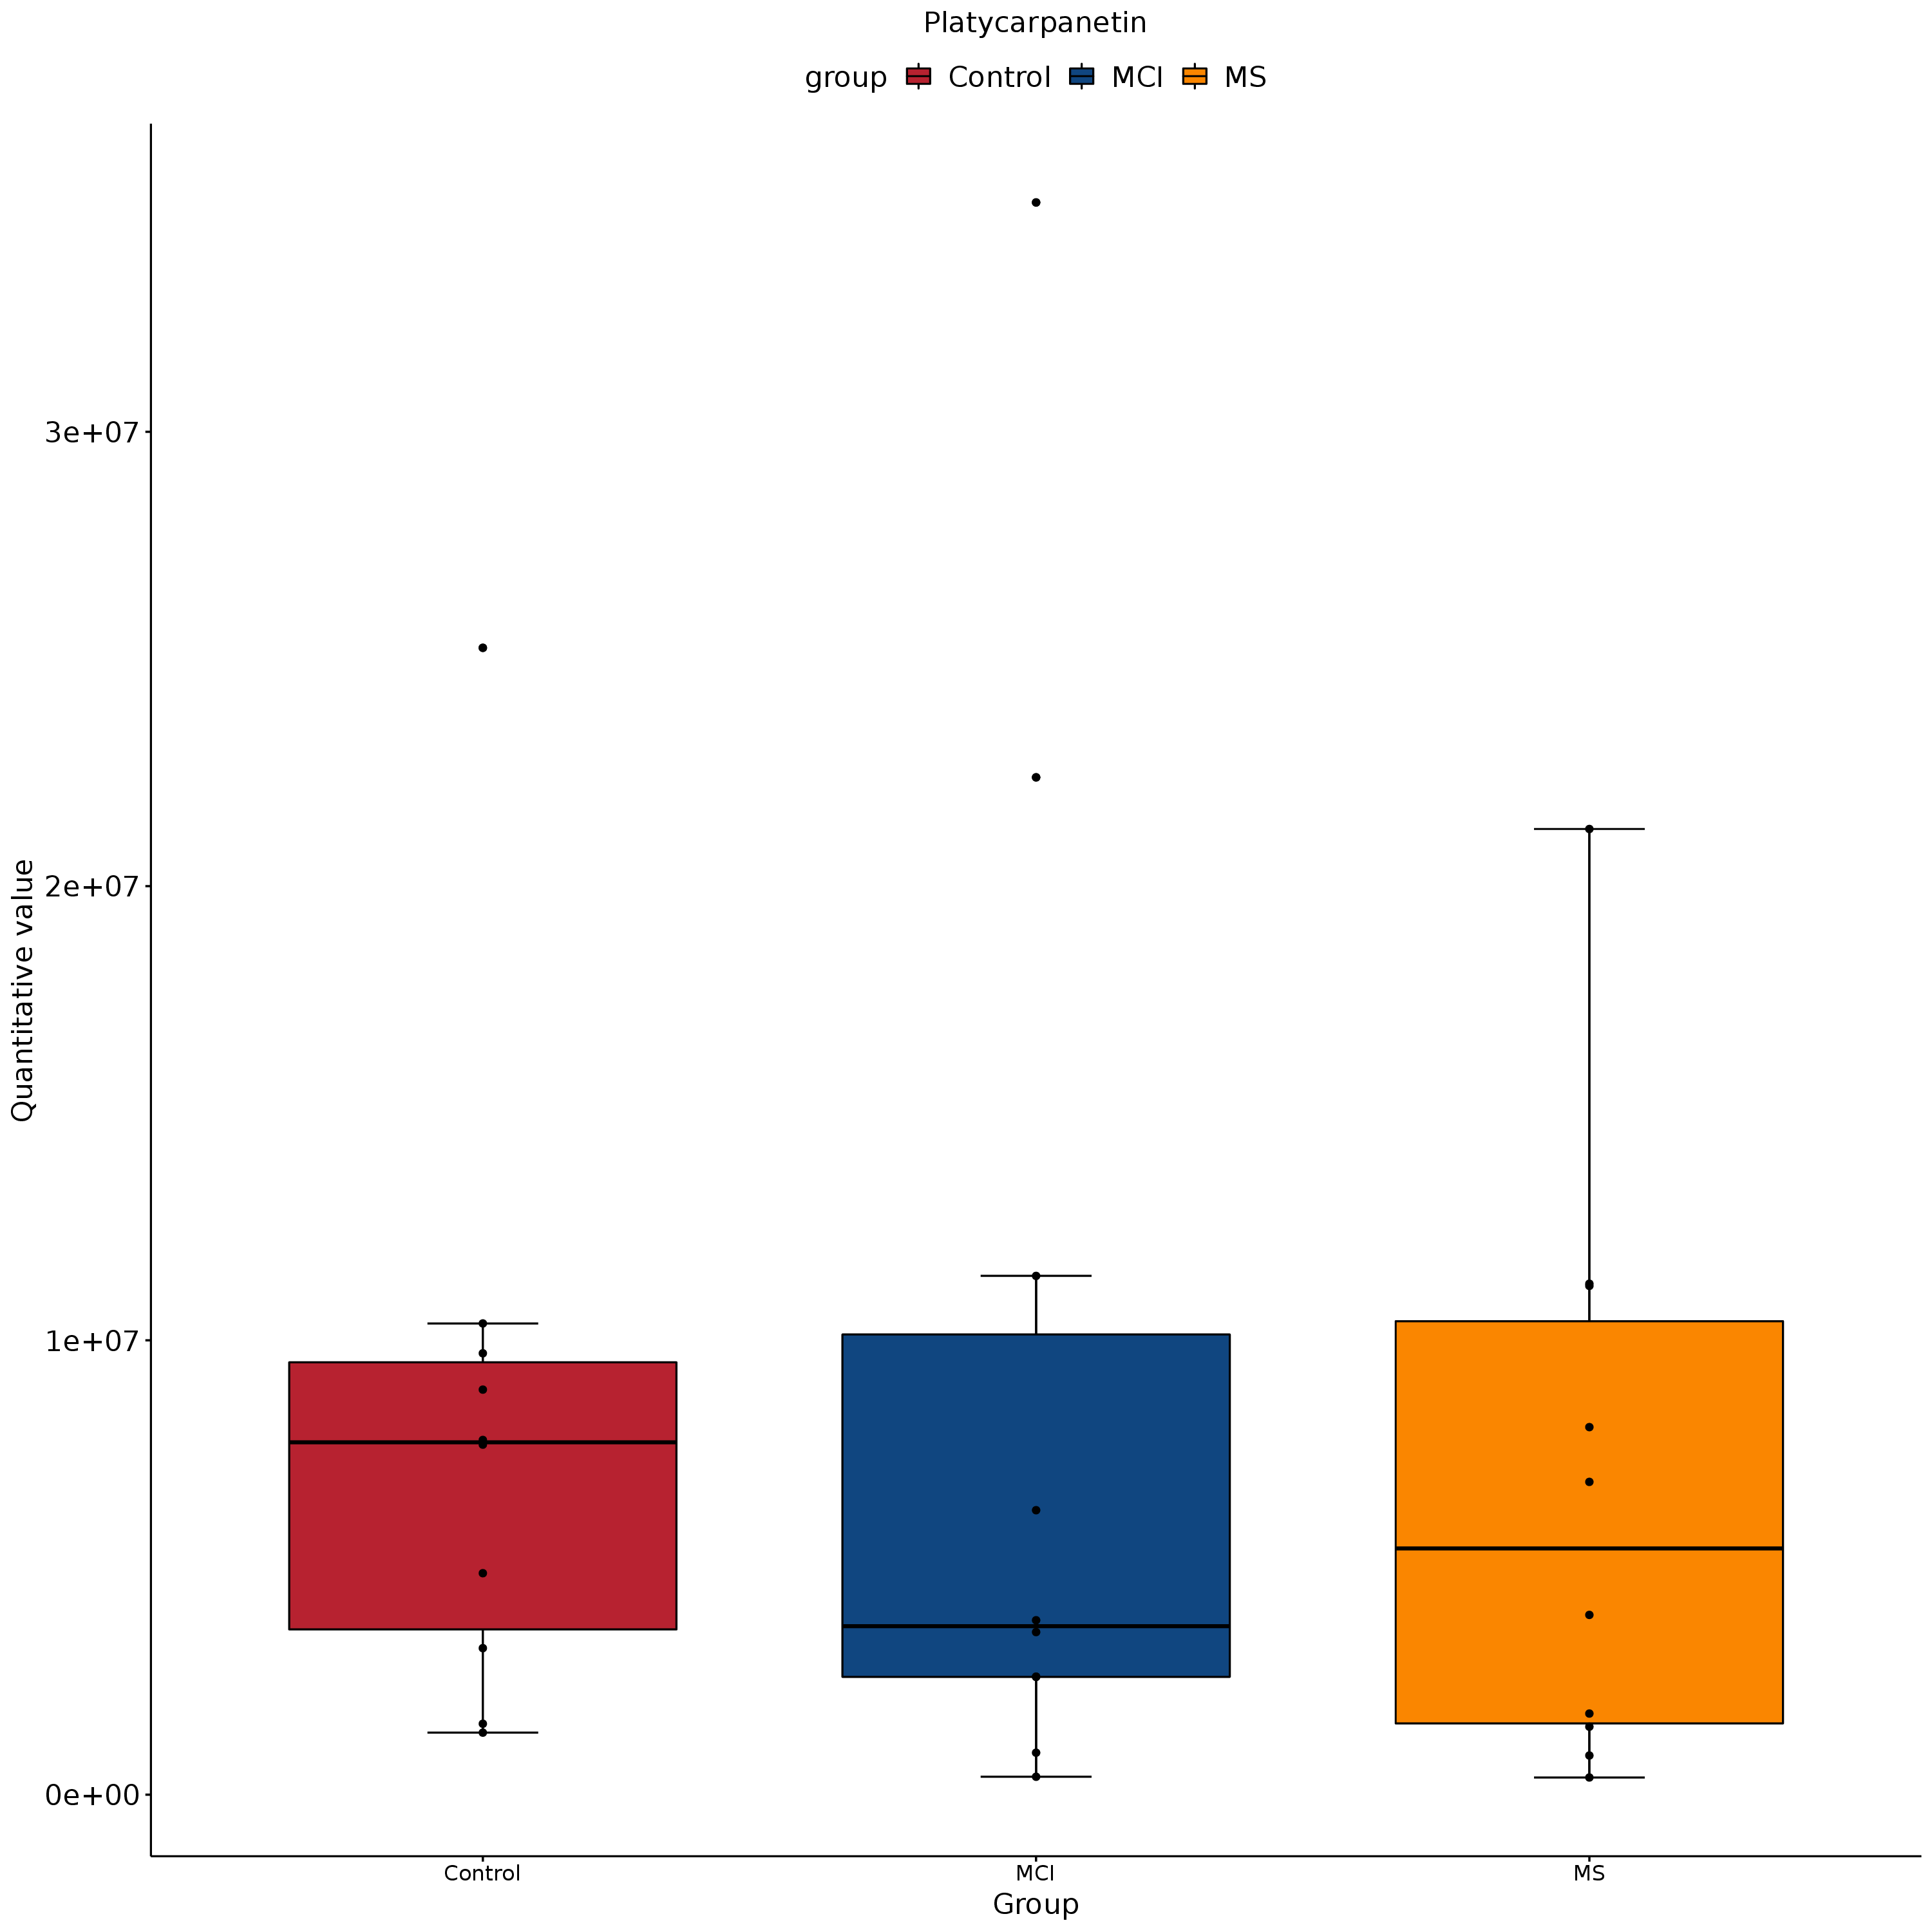 Platycarpanetin
group Control MCI MS
Quantitative value
3e+07
2e+07
1e+07
0e+00
Control MCI MS
Group